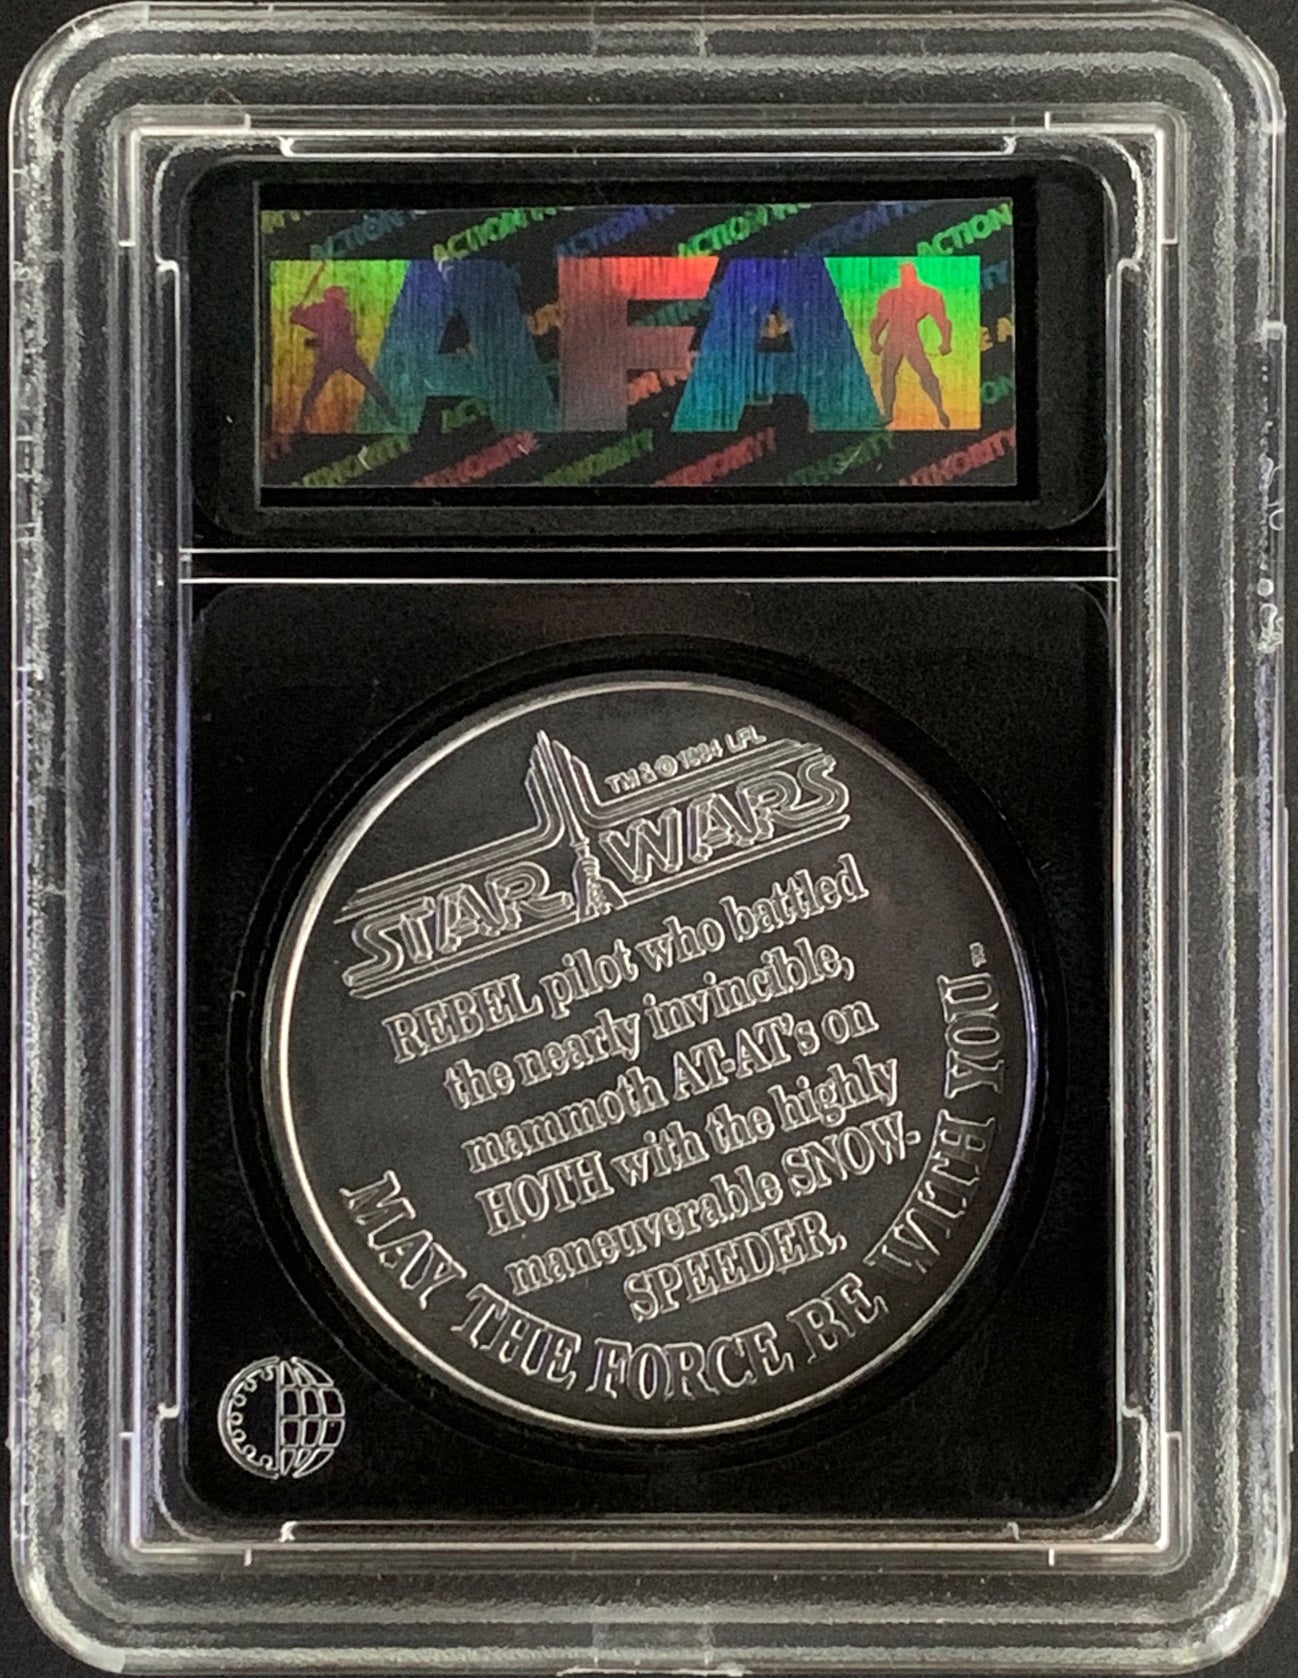 AFA
TM & © 1984 LFL
STAR WARS
REBEL pilot who battled
the nearly invincible,
mammoth AT-AT's on
HOTH with the highly
maneuverable SNOW-
SPEEDER.
MAY THE FORCE BE WITH YOU.